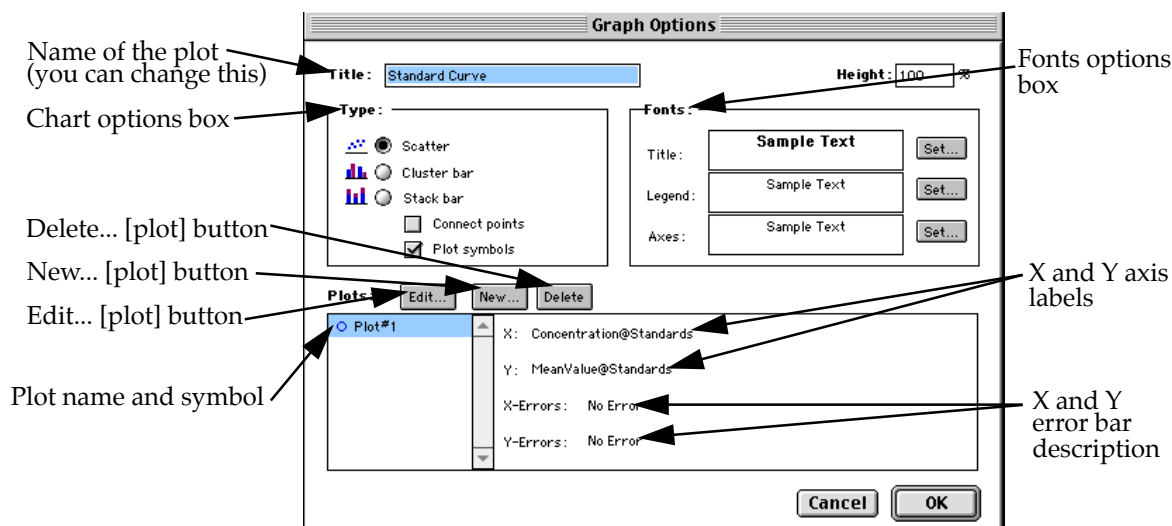 Graph Options
Name of the plot
(you can change this)
Title: Standard Curve
Height: 100 %
Fonts options
box
Chart options box
Type:
Scatter
Cluster bar
Stack bar
Connect points
Plot symbols
Fonts:
Title: Sample Text Set...
Legend: Sample Text Set...
Axes: Sample Text Set...
Delete... [plot] button
New... [plot] button
Edit... [plot] button
Plots: Edit... New... Delete
X and Y axis
labels
Plot#1
X: Concentration@Standards
Y: MeanValue@Standards
X-Errors: No Error
Y-Errors: No Error
Plot name and symbol
X and Y
error bar
description
Cancel OK